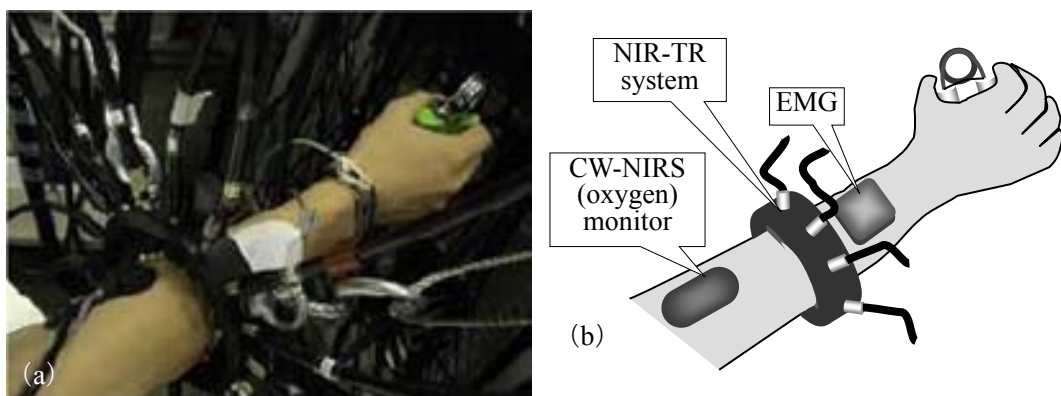 (a)
NIR-TR
system
EMG
CW-NIRS
(oxygen)
monitor
(b)